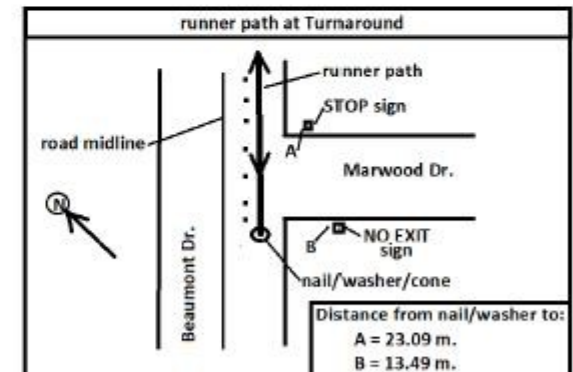 runner path at Turnaround
runner path
STOP sign
road midline
A
Marwood Dr.
N
B
NO EXIT
sign
nail/washer/cone
Beaumont Dr.
Distance from nail/washer to:
A = 23.09 m.
B = 13.49 m.